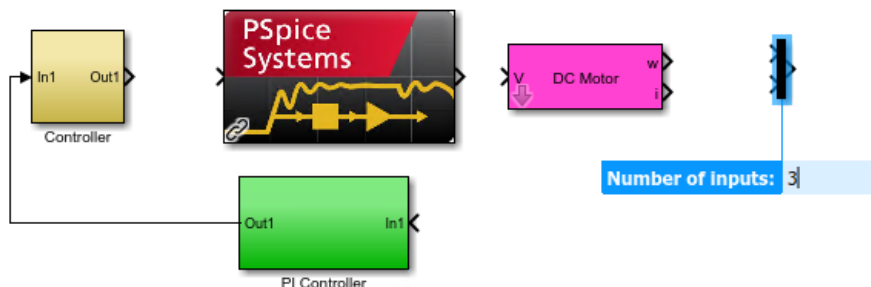 PSpice
Systems
In1
Out1
Controller
V
DC Motor
w
i
Number of inputs: 3
Out1
In1
PI Controller